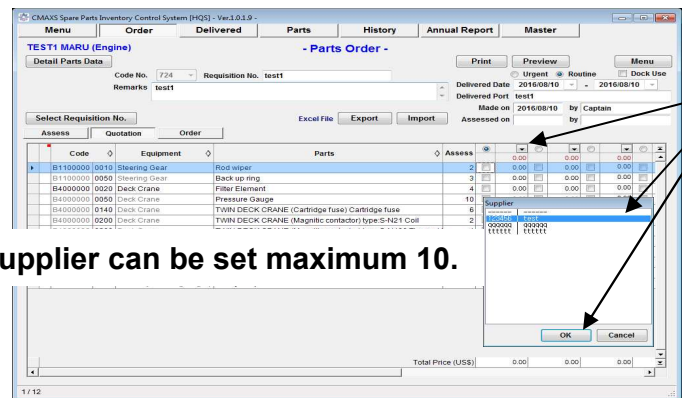 CMAXS Spare Parts Inventory Control System [HQS] - Ver.1.0.1.9 -
Menu Order Delivered Parts History Annual Report Master
TEST1 MARU (Engine) - Parts Order -
Detail Parts Data Print Preview Menu
Urgent Routine Dock Use
Code No. 724 Requisition No. test1
Delivered Date 2016/08/10 - 2016/08/10
Remarks test1
Delivered Port test1
Made on 2016/08/10 by Captain
Select Requisition No. Excel File Export Import Assessed on by
Assess Quotation Order
Code Equipment Parts Assess
0.00 0.00 0.00
B1100000 0010 Steering Gear Rod wiper 2 0.00 0.00 0.00
B1100000 0050 Steering Gear Back up ring 3 0.00 0.00 0.00
B4000000 0020 Deck Crane Filter Element 4 0.00 0.00 0.00
B4000000 0050 Deck Crane Pressure Gauge 10
B4000000 0140 Deck Crane TWIN DECK CRANE (Cartridge fuse) Cartridge fuse 6
B4000000 0200 Deck Crane TWIN DECK CRANE (Magnific contactor) type:S-N21 Coil 2
Supplier
------ | ------
123456 | test
qqqqqq | qqqqqq
tttttt | tttttt
OK Cancel
upplier can be set maximum 10.
Total Price (US$) 0.00 0.00 0.00
1 / 12